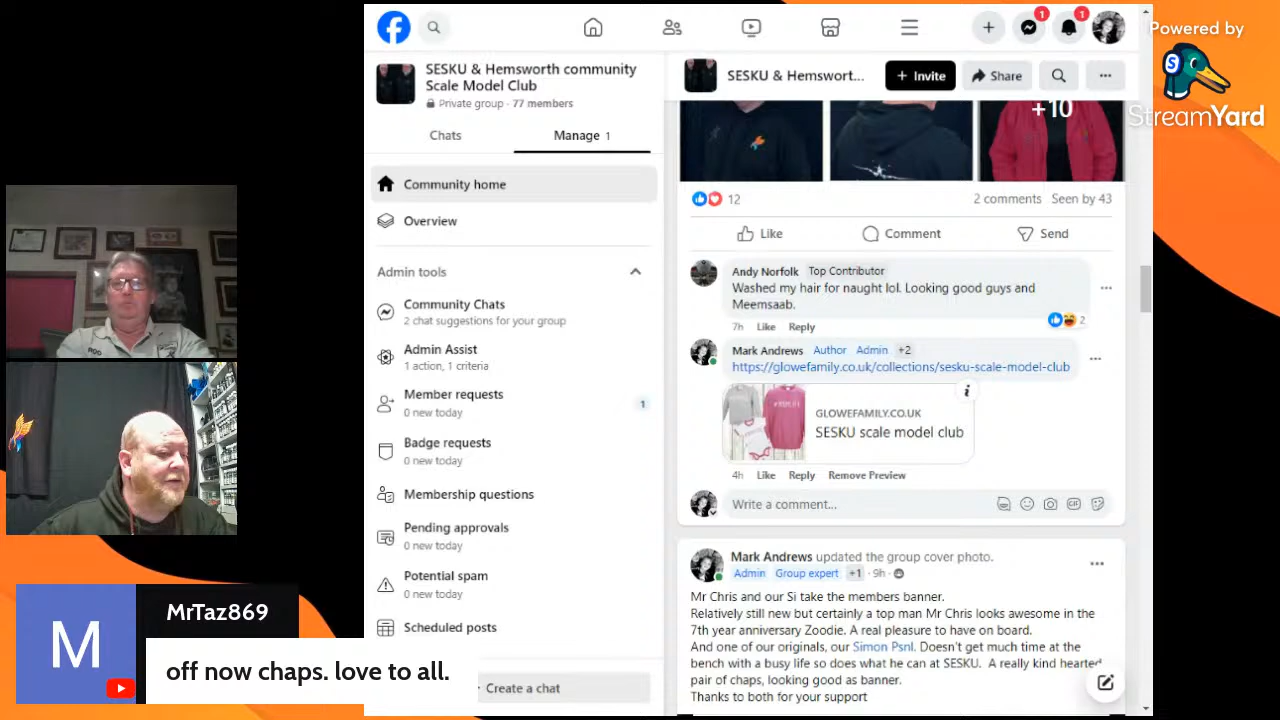 Powered by
StreamYard
1
1
SESKU & Hemsworth community
Scale Model Club
Private group · 77 members
Chats
Manage 1
Community home
Overview
Admin tools
Community Chats
2 chat suggestions for your group
Admin Assist
1 action, 1 criteria
Member requests
0 new today
1
Badge requests
0 new today
Membership questions
Pending approvals
0 new today
Potential spam
0 new today
Scheduled posts
Create a chat
SESKU & Hemswort...
+ Invite
Share
+10
12
2 comments Seen by 43
Like
Comment
Send
Andy Norfolk Top Contributor
Washed my hair for naught lol. Looking good guys and
Meemsaab.
2
7h Like Reply
Mark Andrews Author Admin +2
https://glowefamily.co.uk/collections/sesku-scale-model-club
GLOWEFAMILY.CO.UK
SESKU scale model club
4h Like Reply Remove Preview
Write a comment...
Mark Andrews updated the group cover photo.
Admin Group expert +1 · 9h ·
Mr Chris and our Si take the members banner.
Relatively still new but certainly a top man Mr Chris looks awesome in the
7th year anniversary Zoodie. A real pleasure to have on board.
And one of our originals, our Simon Psnl. Doesn't get much time at the
bench with a busy life so does what he can at SESKU. A really kind hearted
pair of chaps, looking good as banner.
Thanks to both for your support
ROD
M
MrTaz869
off now chaps. love to all.